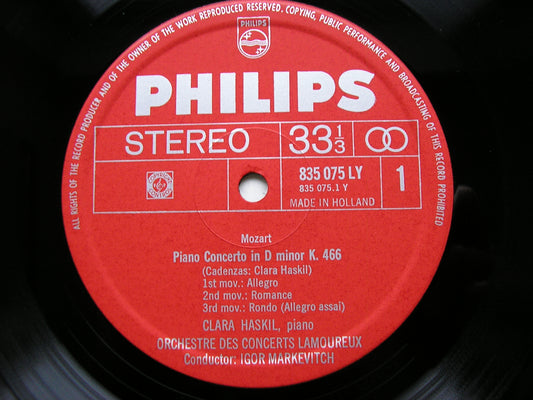 ALL RIGHTS OF THE RECORD PRODUCER AND OF THE OWNER OF THE WORK REPRODUCED RESERVED. COPYING, PUBLIC PERFORMANCE AND BROADCASTING OF THIS RECORD PROHIBITED
PHILIPS
PHILIPS
STEREO 33 1/3
835 075 LY
835 075.1 Y
1
MADE IN HOLLAND
Mozart
Piano Concerto in D minor K. 466
(Cadenzas: Clara Haskil)
1st mov.: Allegro
2nd mov.: Romance
3rd mov.: Rondo (Allegro assai)
CLARA HASKIL, piano
ORCHESTRE DES CONCERTS LAMOUREUX
Conductor: IGOR MARKEVITCH